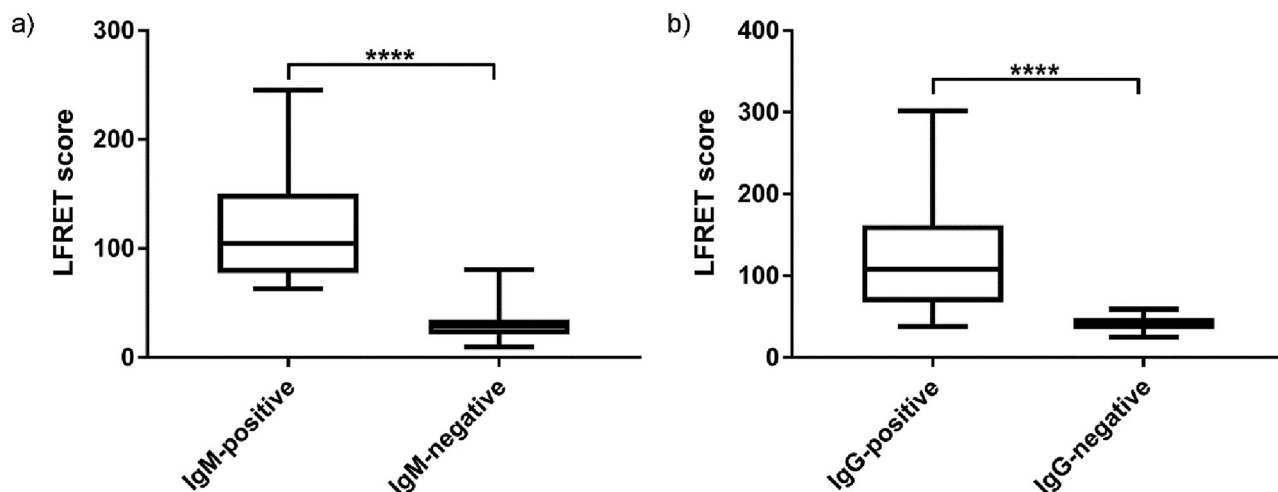 a)
300
200
100
0
LFRET score
****
IgM-positive
IgM-negative
b)
400
300
200
100
0
LFRET score
****
IgG-positive
IgG-negative